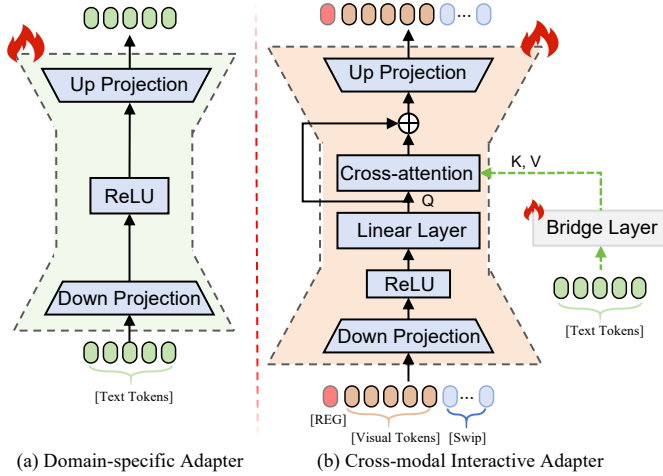 Up Projection
ReLU
Down Projection
[Text Tokens]
(a) Domain-specific Adapter
Up Projection
Cross-attention
K, V
Q
Linear Layer
Bridge Layer
ReLU
[Text Tokens]
Down Projection
...
...
[REG]
[Visual Tokens]
[Swip]
(b) Cross-modal Interactive Adapter